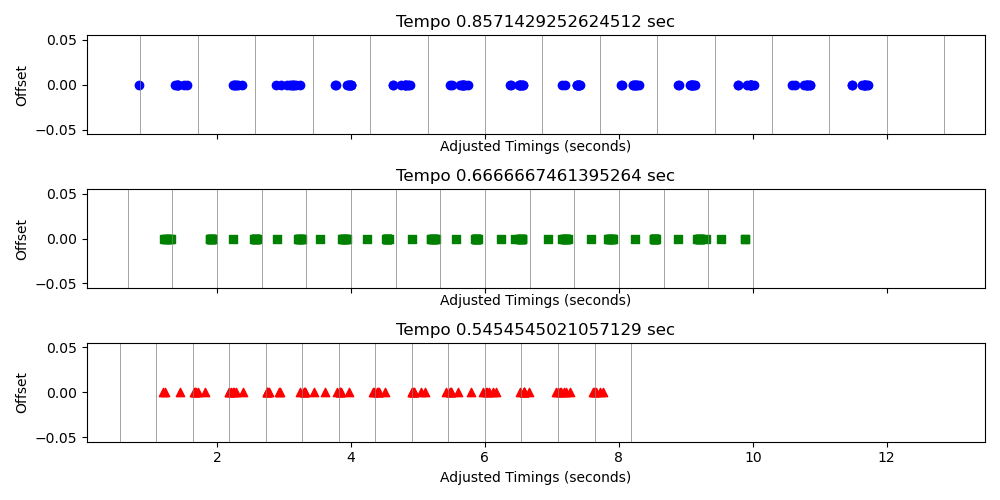 Tempo 0.8571429252624512 sec
0.05
0.00
−0.05
Offset
Adjusted Timings (seconds)
Tempo 0.6666667461395264 sec
0.05
0.00
−0.05
Offset
Adjusted Timings (seconds)
Tempo 0.5454545021057129 sec
0.05
0.00
−0.05
Offset
2 4 6 8 10 12
Adjusted Timings (seconds)